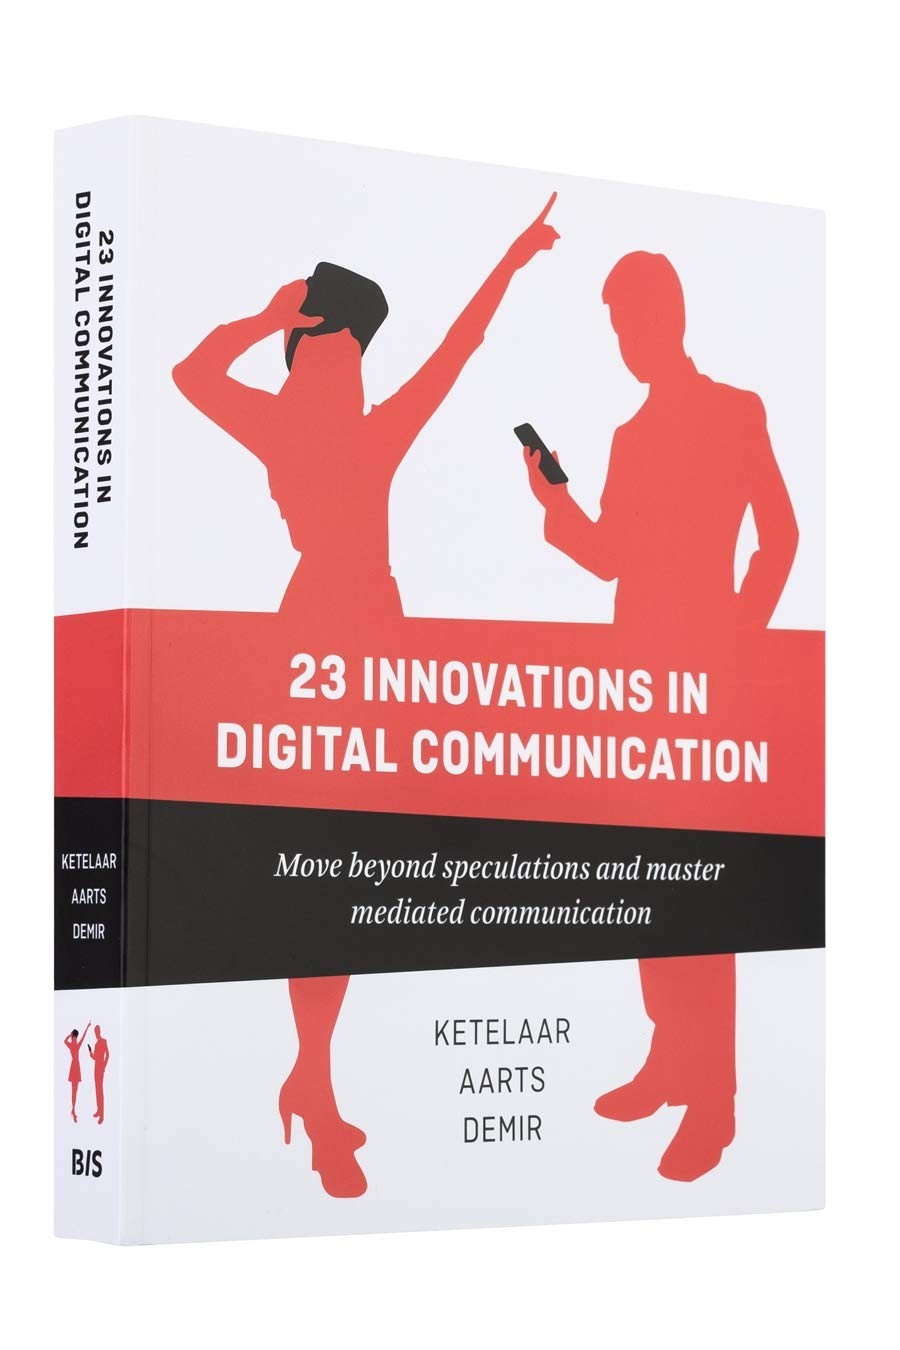 23 INNOVATIONS IN
DIGITAL COMMUNICATION
KETELAAR
AARTS
DEMIR
B/S
23 INNOVATIONS IN
DIGITAL COMMUNICATION
Move beyond speculations and master
mediated communication
KETELAAR
AARTS
DEMIR